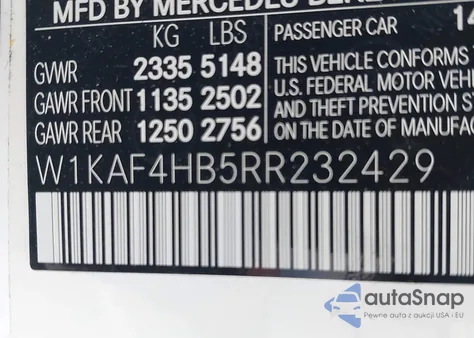 MFD BY MERCEDES BENZ
KG LBS
PASSENGER CAR
GVWR 2335 5148
THIS VEHICLE CONFORMS
GAWR FRONT 1135 2502
U.S. FEDERAL MOTOR VEH
GAWR REAR 1250 2756
AND THEFT PREVENTION S
ON THE DATE OF MANUFAC
W1KAF4HB5RR232429
autoSnap
Pewne auta z aukcji USA i EU